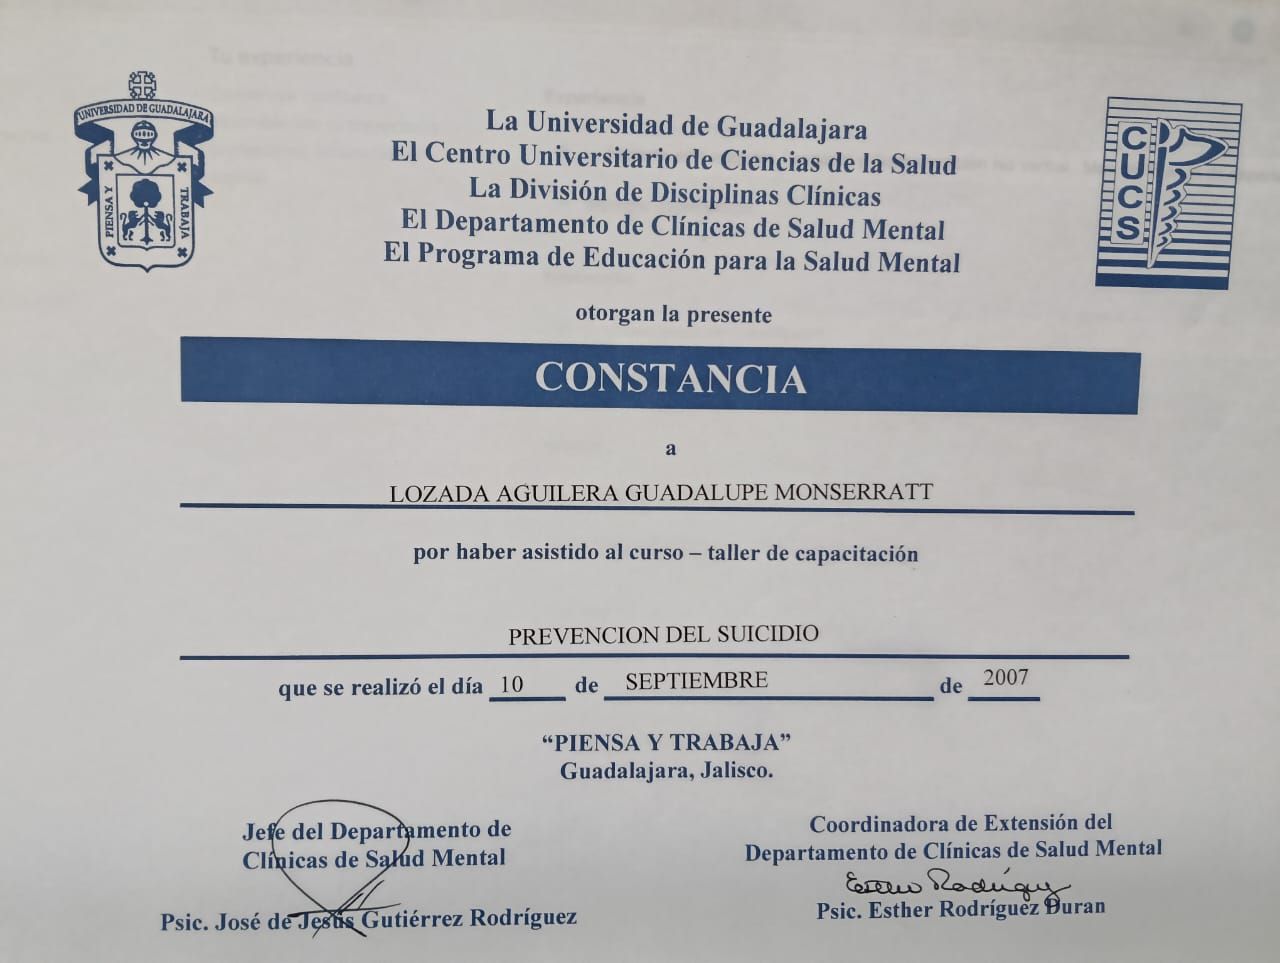 UNIVERSIDAD DE GUADALAJARA
PIENSA Y
TRABAJA
La Universidad de Guadalajara
El Centro Universitario de Ciencias de la Salud
La División de Disciplinas Clínicas
El Departamento de Clínicas de Salud Mental
El Programa de Educación para la Salud Mental
CUCS
otorgan la presente
CONSTANCIA
a
LOZADA AGUILERA GUADALUPE MONSERRATT
por haber asistido al curso – taller de capacitación
PREVENCION DEL SUICIDIO
que se realizó el día 10 de SEPTIEMBRE de 2007
“PIENSA Y TRABAJA”
Guadalajara, Jalisco.
Jefe del Departamento de
Clínicas de Salud Mental
Psic. José de Jesús Gutiérrez Rodríguez
Coordinadora de Extensión del
Departamento de Clínicas de Salud Mental
Esther Rodríguez
Psic. Esther Rodríguez Duran